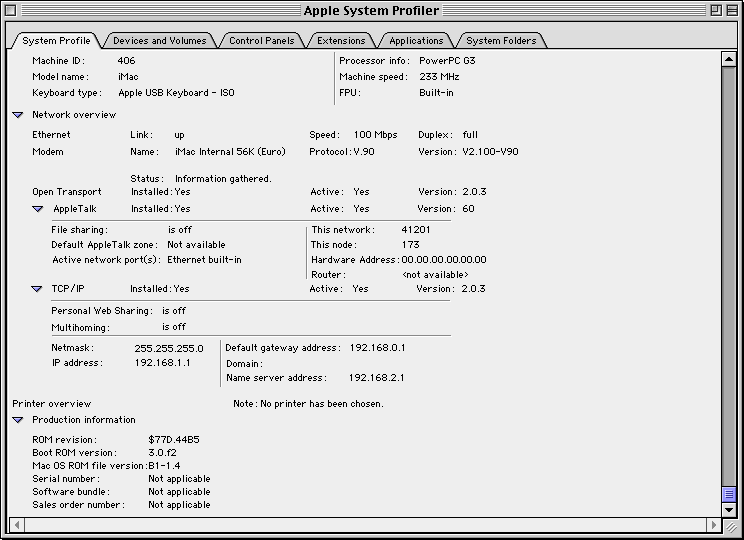 Apple System Profiler
System Profile Devices and Volumes Control Panels Extensions Applications System Folders
Machine ID: 406 Processor info: PowerPC G3
Model name: iMac Machine speed: 233 MHz
Keyboard type: Apple USB Keyboard - ISO FPU: Built-in
Network overview
Ethernet Link: up Speed: 100 Mbps Duplex: full
Modem Name: iMac Internal 56K (Euro) Protocol: V.90 Version: V2.100-V90
Status: Information gathered.
Open Transport Installed: Yes Active: Yes Version: 2.0.3
AppleTalk Installed: Yes Active: Yes Version: 60
File sharing: is off This network: 41201
Default AppleTalk zone: Not available This node: 173
Active network port(s): Ethernet built-in Hardware Address: 00.00.00.00.00.00
Router: <not available>
TCP/IP Installed: Yes Active: Yes Version: 2.0.3
Personal Web Sharing: is off
Multihoming: is off
Netmask: 255.255.255.0 Default gateway address: 192.168.0.1
IP address: 192.168.1.1 Domain:
Name server address: 192.168.2.1
Printer overview Note: No printer has been chosen.
Production information
ROM revision: $77D.44B5
Boot ROM version: 3.0.f2
Mac OS ROM file version: B1-1.4
Serial number: Not applicable
Software bundle: Not applicable
Sales order number: Not applicable